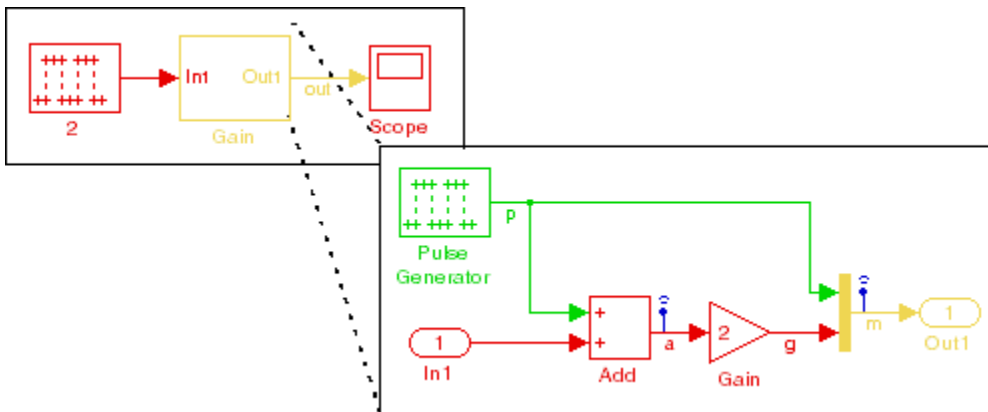 In1
Out1
out
2
Gain
Scope
p
Pulse
Generator
+
+
1
In1
a
Add
2
Gain
g
m
1
Out1